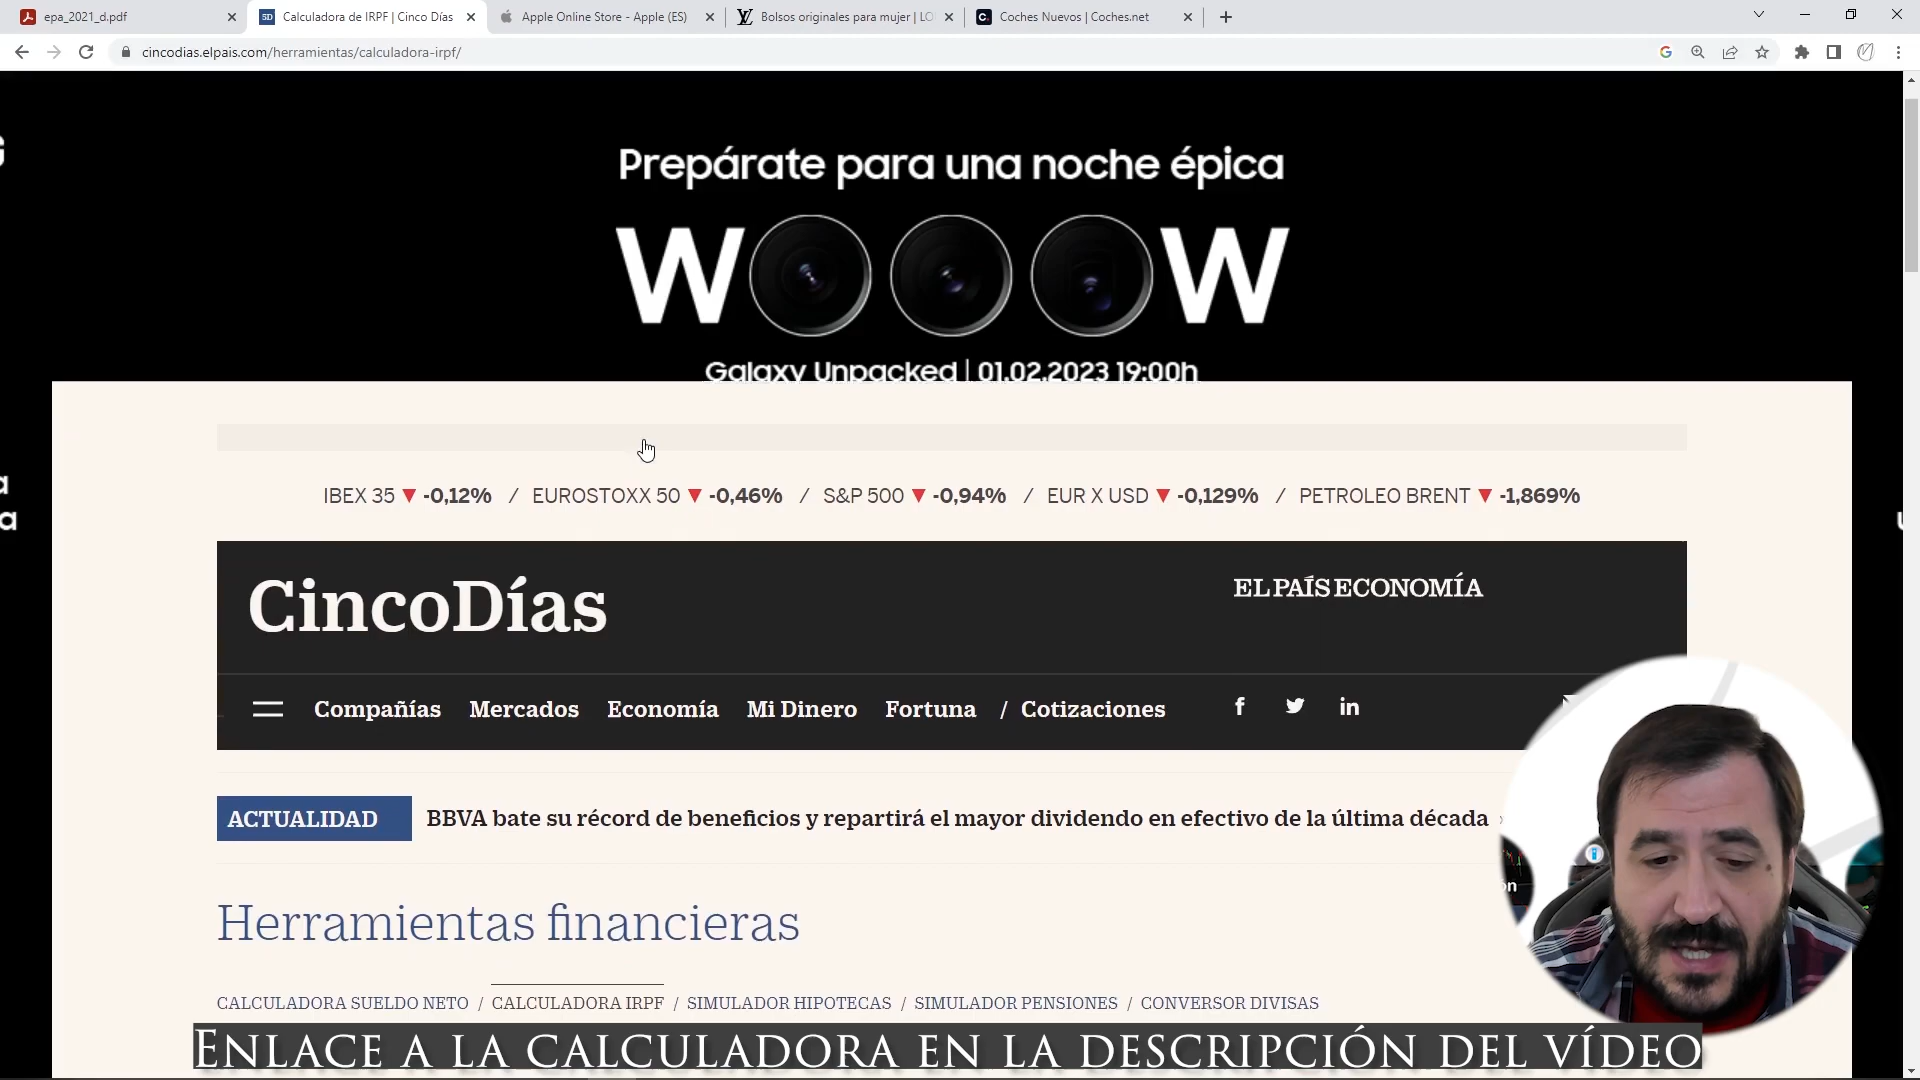 epa_2021_d.pdf
5D Calculadora de IRPF | Cinco Días
Apple Online Store - Apple (ES)
Bolsos originales para mujer | LO
Coches Nuevos | Coches.net
cincodias.elpais.com/herramientas/calculadora-irpf/
Prepárate para una noche épica
W W
Galaxy Unpacked | 01.02.2023 19:00h
IBEX 35 ▼ -0,12% / EUROSTOXX 50 ▼ -0,46% / S&P 500 ▼ -0,94% / EUR X USD ▼ -0,129% / PETROLEO BRENT ▼ -1,869%
CincoDías
EL PAÍS ECONOMÍA
Compañías Mercados Economía Mi Dinero Fortuna / Cotizaciones
ACTUALIDAD BBVA bate su récord de beneficios y repartirá el mayor dividendo en efectivo de la última década
Herramientas financieras
CALCULADORA SUELDO NETO / CALCULADORA IRPF / SIMULADOR HIPOTECAS / SIMULADOR PENSIONES / CONVERSOR DIVISAS
ENLACE A LA CALCULADORA EN LA DESCRIPCIÓN DEL VÍDEO